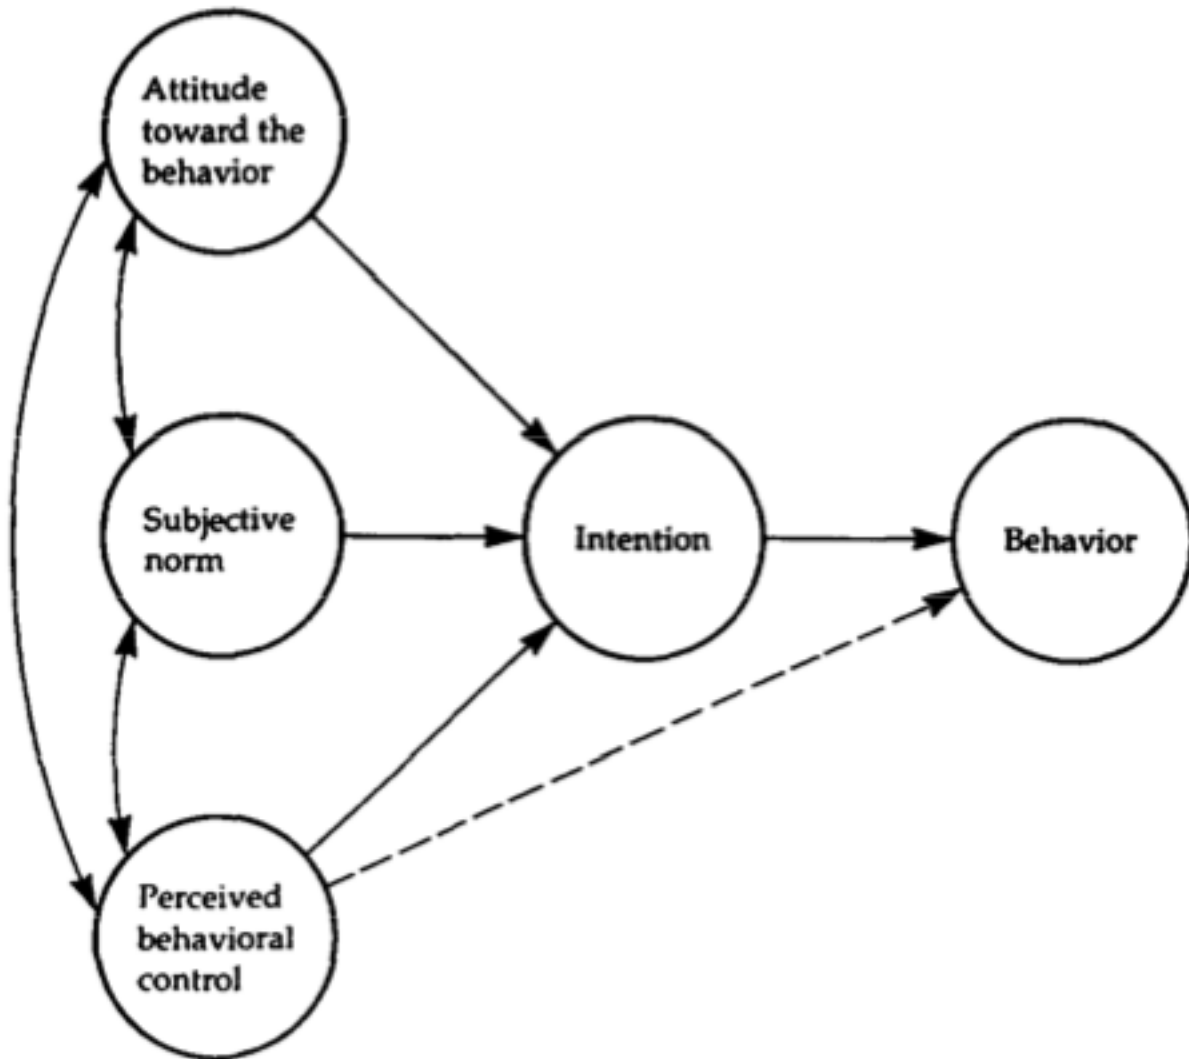 Attitude
toward the
behavior
Subjective
norm
Intention
Behavior
Perceived
behavioral
control